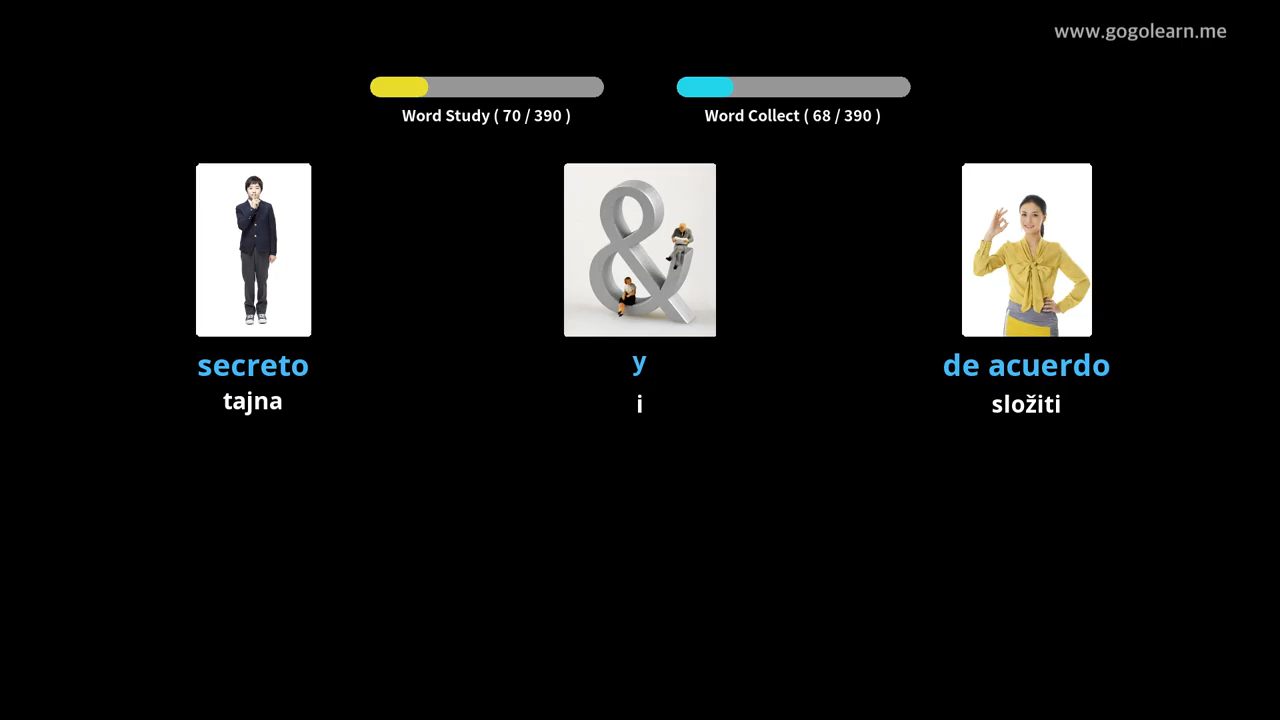 www.gogolearn.me
Word Study ( 70 / 390 )
Word Collect ( 68 / 390 )
secreto
tajna
&
y
i
de acuerdo
složiti